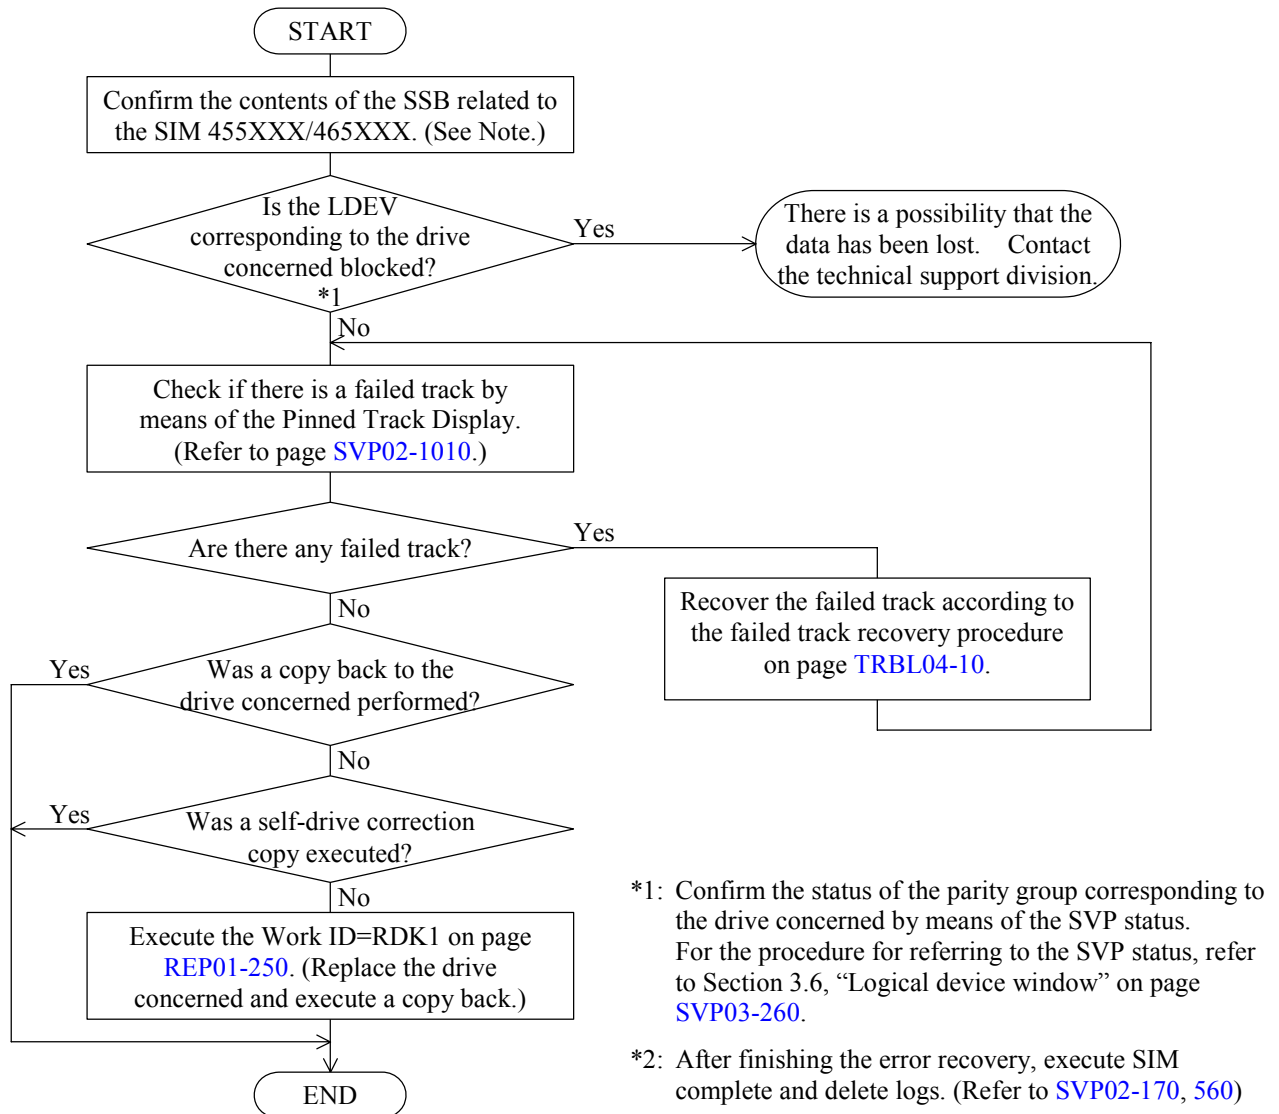 START
Confirm the contents of the SSB related to
the SIM 455XXX/465XXX. (See Note.)
Is the LDEV
corresponding to the drive
concerned blocked?
*1
Yes
There is a possibility that the
data has been lost. Contact
the technical support division.
No
Check if there is a failed track by
means of the Pinned Track Display.
(Refer to page SVP02-1010.)
Are there any failed track?
Yes
Recover the failed track according to
the failed track recovery procedure
on page TRBL04-10.
No
Was a copy back to the
drive concerned performed?
Yes
No
Was a self-drive correction
copy executed?
Yes
No
Execute the Work ID=RDK1 on page
REP01-250. (Replace the drive
concerned and execute a copy back.)
END
*1: Confirm the status of the parity group corresponding to
the drive concerned by means of the SVP status.
For the procedure for referring to the SVP status, refer
to Section 3.6, “Logical device window” on page
SVP03-260.
*2: After finishing the error recovery, execute SIM
complete and delete logs. (Refer to SVP02-170, 560)